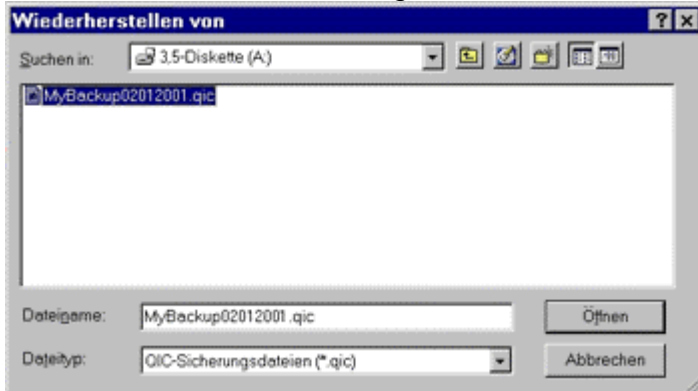 Wiederherstellen von
Suchen in: 3,5-Diskette (A:)
MyBackup02012001.qic
Dateiname: MyBackup02012001.qic Öffnen
Dateityp: QIC-Sicherungsdateien (*.qic) Abbrechen